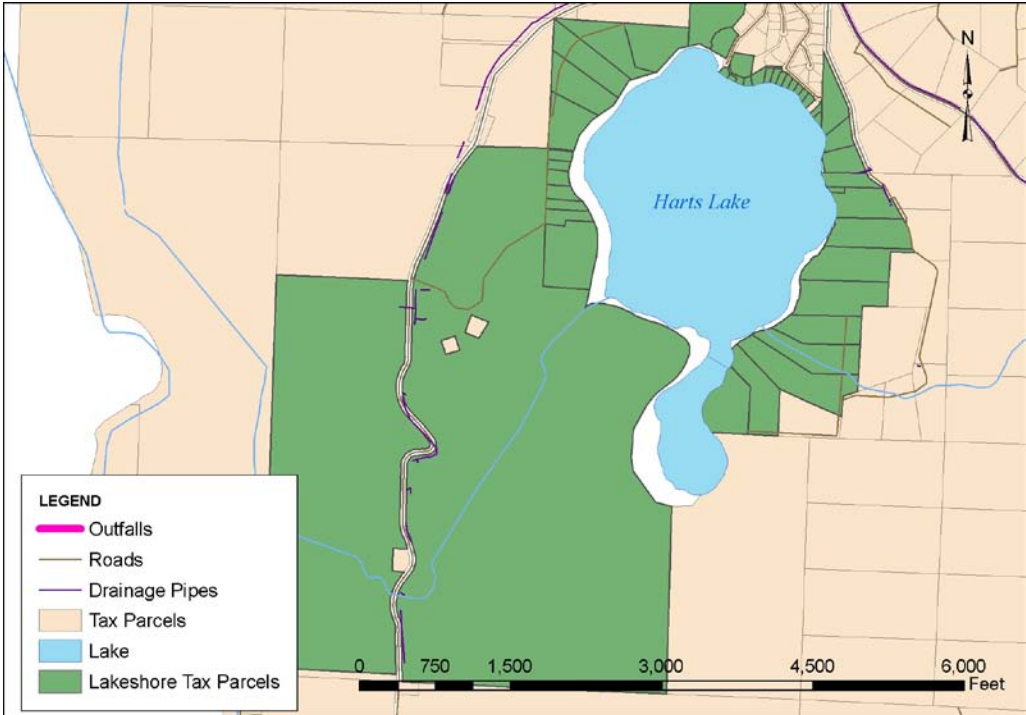 N
Harts Lake
LEGEND
Outfalls
Roads
Drainage Pipes
Tax Parcels
Lake
Lakeshore Tax Parcels
0 750 1,500 3,000 4,500 6,000
Feet